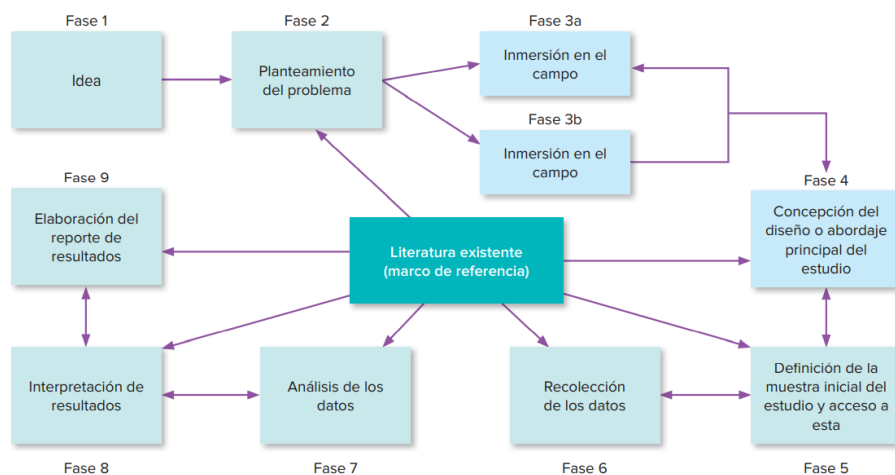 Fase 1
Idea
Fase 2
Planteamiento
del problema
Fase 3a
Inmersión en el
campo
Fase 3b
Inmersión en el
campo
Fase 4
Concepción del
diseño o abordaje
principal del
estudio
Fase 9
Elaboración del
reporte de
resultados
Literatura existente
(marco de referencia)
Interpretación de
resultados
Fase 8
Análisis de los
datos
Fase 7
Recolección
de los datos
Fase 6
Definición de la
muestra inicial del
estudio y acceso a
esta
Fase 5